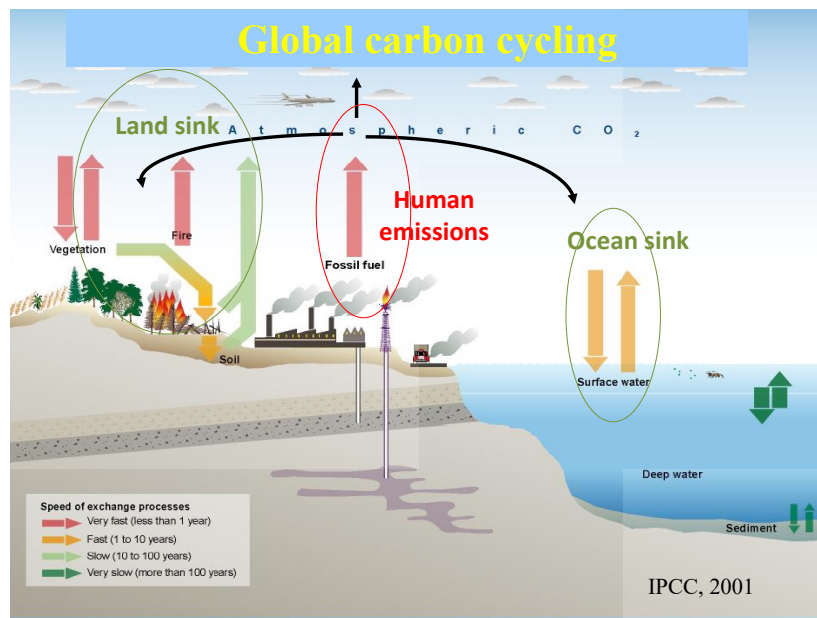 Global carbon cycling
Land sink
Atmospheric CO₂
Human
emissions
Vegetation
Fire
Fossil fuel
Ocean sink
Soil
Surface water
Deep water
Sediment
Speed of exchange processes
Very fast (less than 1 year)
Fast (1 to 10 years)
Slow (10 to 100 years)
Very slow (more than 100 years)
IPCC, 2001